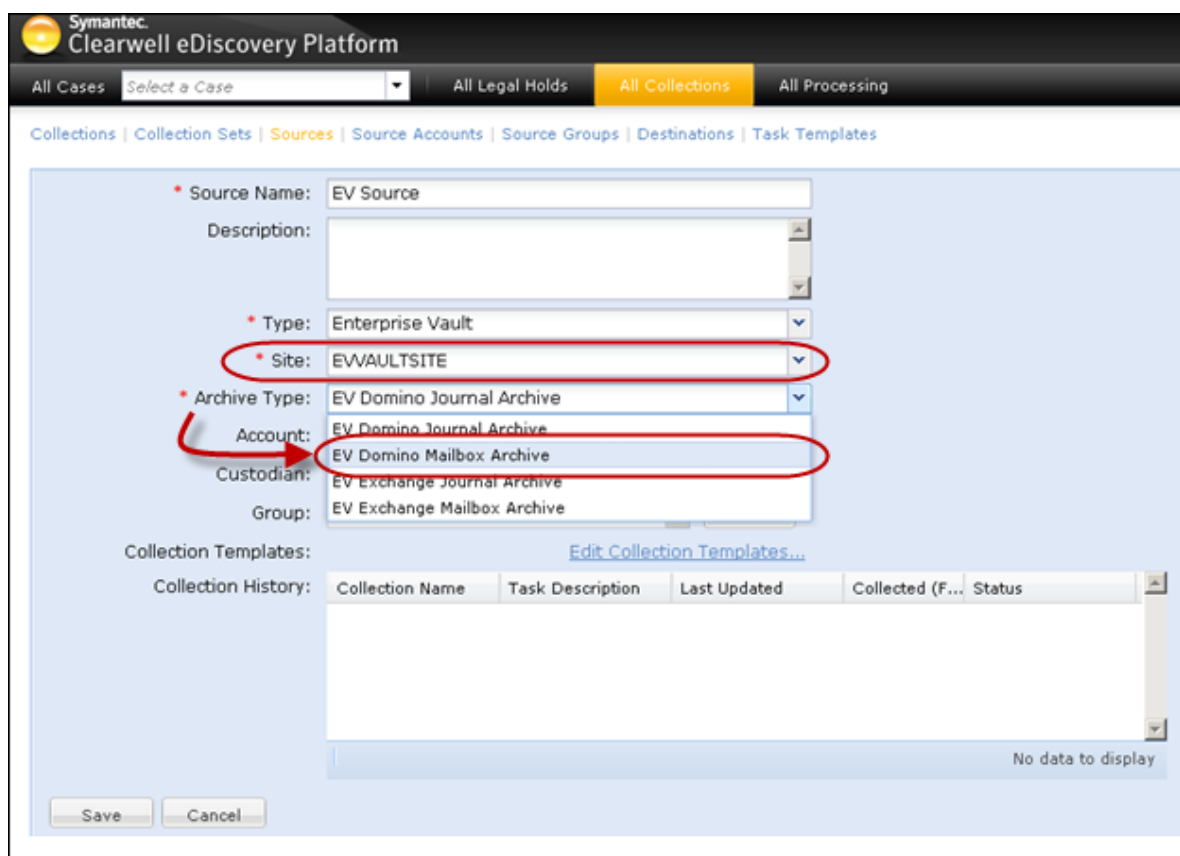 Symantec.
Clearwell eDiscovery Platform
All Cases Select a Case All Legal Holds All Collections All Processing
Collections | Collection Sets | Sources | Source Accounts | Source Groups | Destinations | Task Templates
* Source Name: EV Source
Description:
* Type: Enterprise Vault
* Site: EVVAULTSITE
* Archive Type: EV Domino Journal Archive
EV Domino Journal Archive
Account:
EV Domino Mailbox Archive
Custodian:
EV Exchange Journal Archive
Group:
EV Exchange Mailbox Archive
Collection Templates: Edit Collection Templates...
Collection History: Collection Name Task Description Last Updated Collected (F... Status
No data to display
Save Cancel